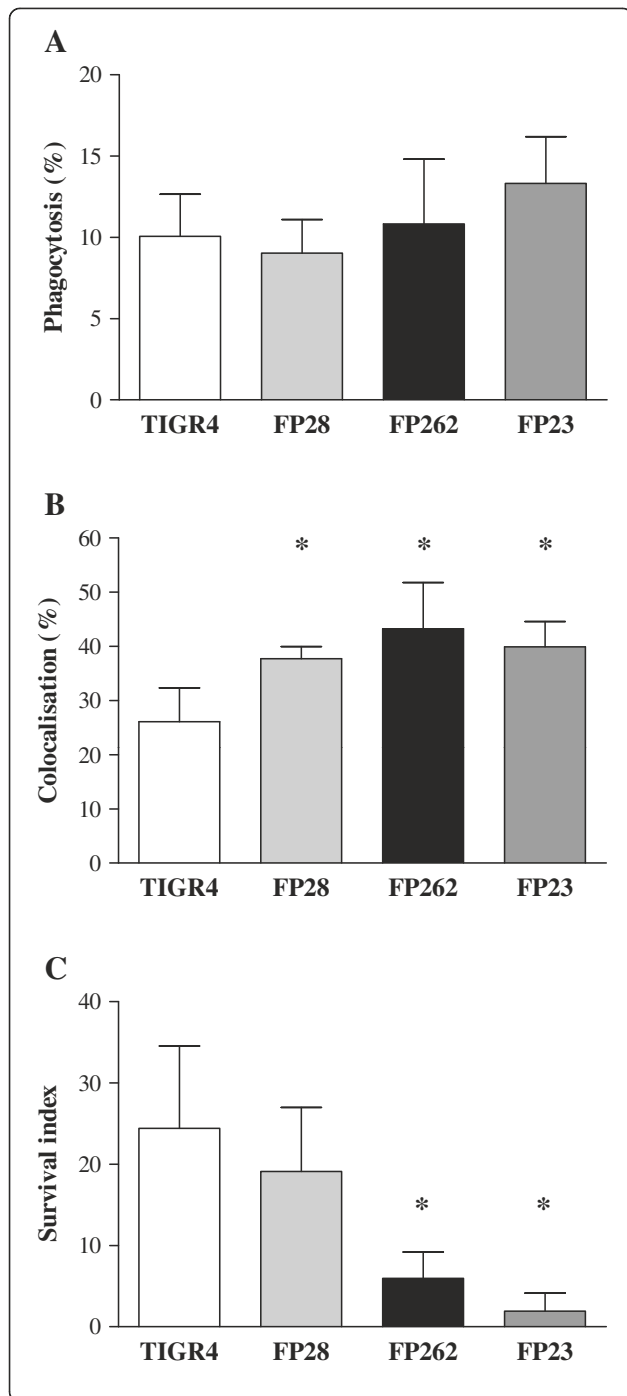 A
Phagocytosis (%)
20
15
10
5
0
TIGR4 FP28 FP262 FP23
B
Colocalisation (%)
60
50
40
30
20
10
0
* * *
TIGR4 FP28 FP262 FP23
C
Survival index
40
30
20
10
0
* *
TIGR4 FP28 FP262 FP23